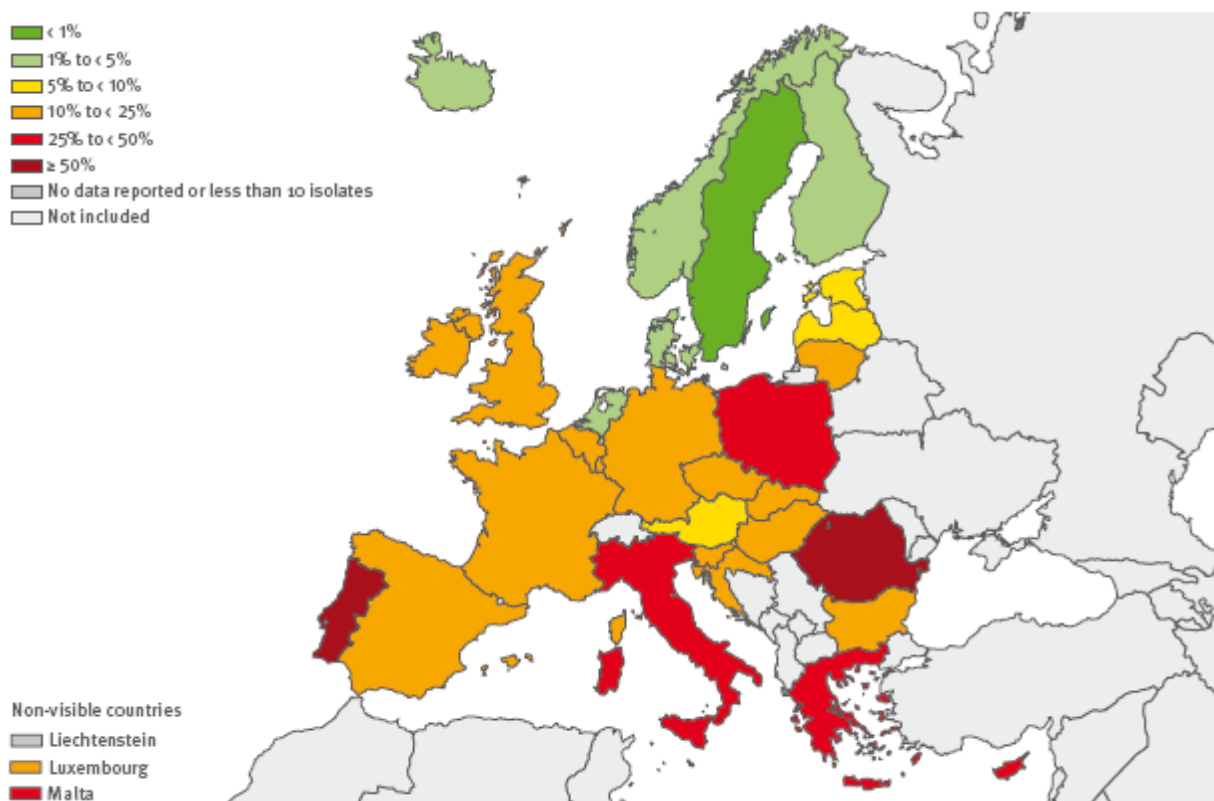 < 1%
1% to < 5%
5% to < 10%
10% to < 25%
25% to < 50%
≥ 50%
No data reported or less than 10 isolates
Not included
Non-visible countries
Liechtenstein
Luxembourg
Malta